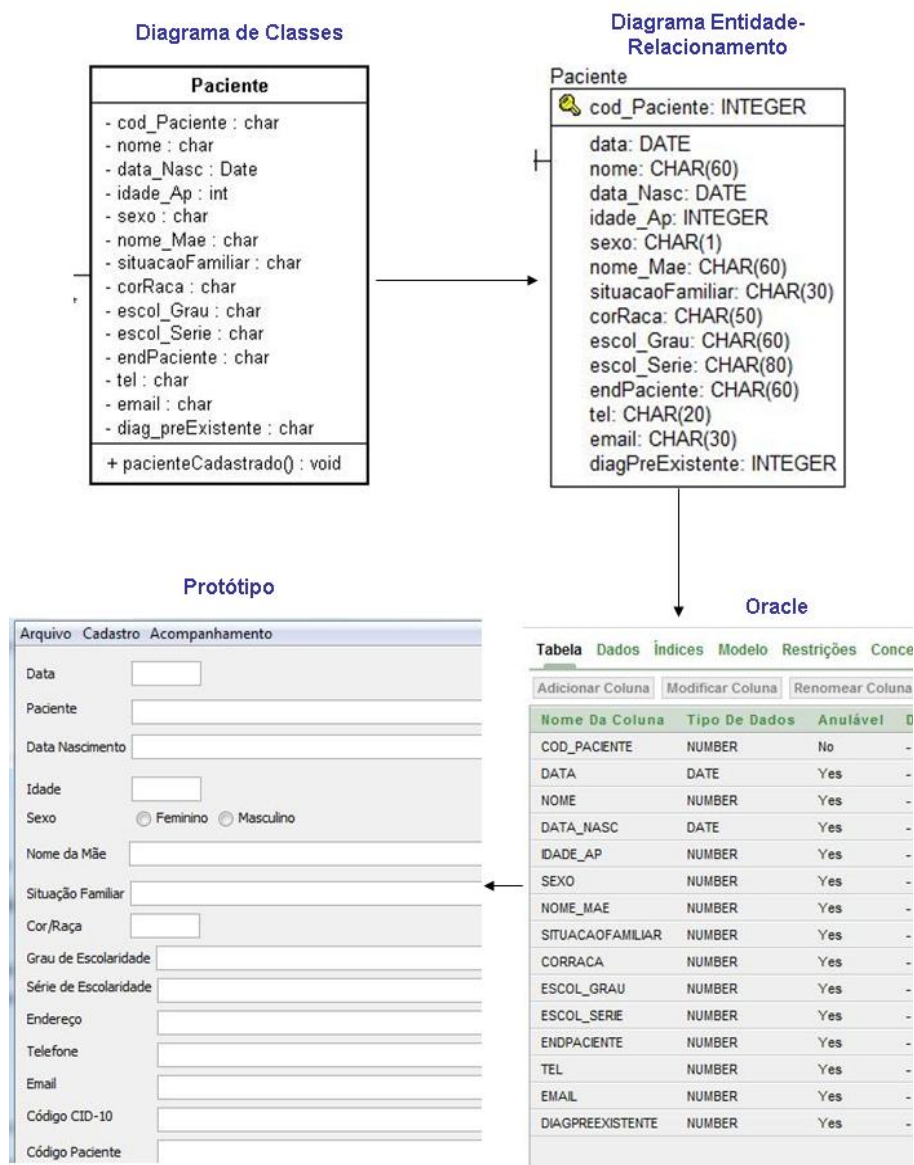 Diagrama de Classes
Paciente
- cod_Paciente : char
- nome : char
- data_Nasc : Date
- idade_Ap : int
- sexo : char
- nome_Mae : char
- situacaoFamiliar : char
- corRaca : char
- escol_Grau : char
- escol_Serie : char
- endPaciente : char
- tel : char
- email : char
- diag_preExistente : char
+ pacienteCadastrado() : void
Diagrama Entidade-
Relacionamento
Paciente
cod_Paciente: INTEGER
data: DATE
nome: CHAR(60)
data_Nasc: DATE
idade_Ap: INTEGER
sexo: CHAR(1)
nome_Mae: CHAR(60)
situacaoFamiliar: CHAR(30)
corRaca: CHAR(50)
escol_Grau: CHAR(60)
escol_Serie: CHAR(80)
endPaciente: CHAR(60)
tel: CHAR(20)
email: CHAR(30)
diagPreExistente: INTEGER
Protótipo
Arquivo Cadastro Acompanhamento
Data
Paciente
Data Nascimento
Idade
Sexo Feminino Masculino
Nome da Mãe
Situação Familiar
Cor/Raça
Grau de Escolaridade
Série de Escolaridade
Endereço
Telefone
Email
Código CID-10
Código Paciente
Oracle
Tabela Dados Índices Modelo Restrições Conce
Adicionar Coluna Modificar Coluna Renomear Coluna
Nome Da Coluna Tipo De Dados Anulável D
COD_PACIENTE NUMBER No -
DATA DATE Yes -
NOME NUMBER Yes -
DATA_NASC DATE Yes -
IDADE_AP NUMBER Yes -
SEXO NUMBER Yes -
NOME_MAE NUMBER Yes -
SITUACAOFAMILIAR NUMBER Yes -
CORRACA NUMBER Yes -
ESCOL_GRAU NUMBER Yes -
ESCOL_SERIE NUMBER Yes -
ENDPACIENTE NUMBER Yes -
TEL NUMBER Yes -
EMAIL NUMBER Yes -
DIAGPREEXISTENTE NUMBER Yes -